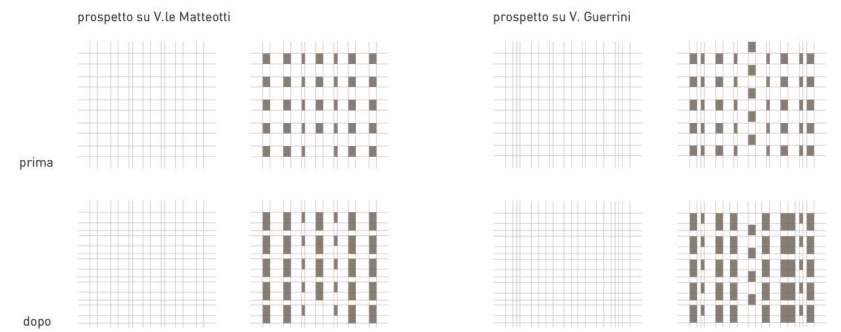 prospetto su V.le Matteotti
prospetto su V. Guerrini
prima
dopo